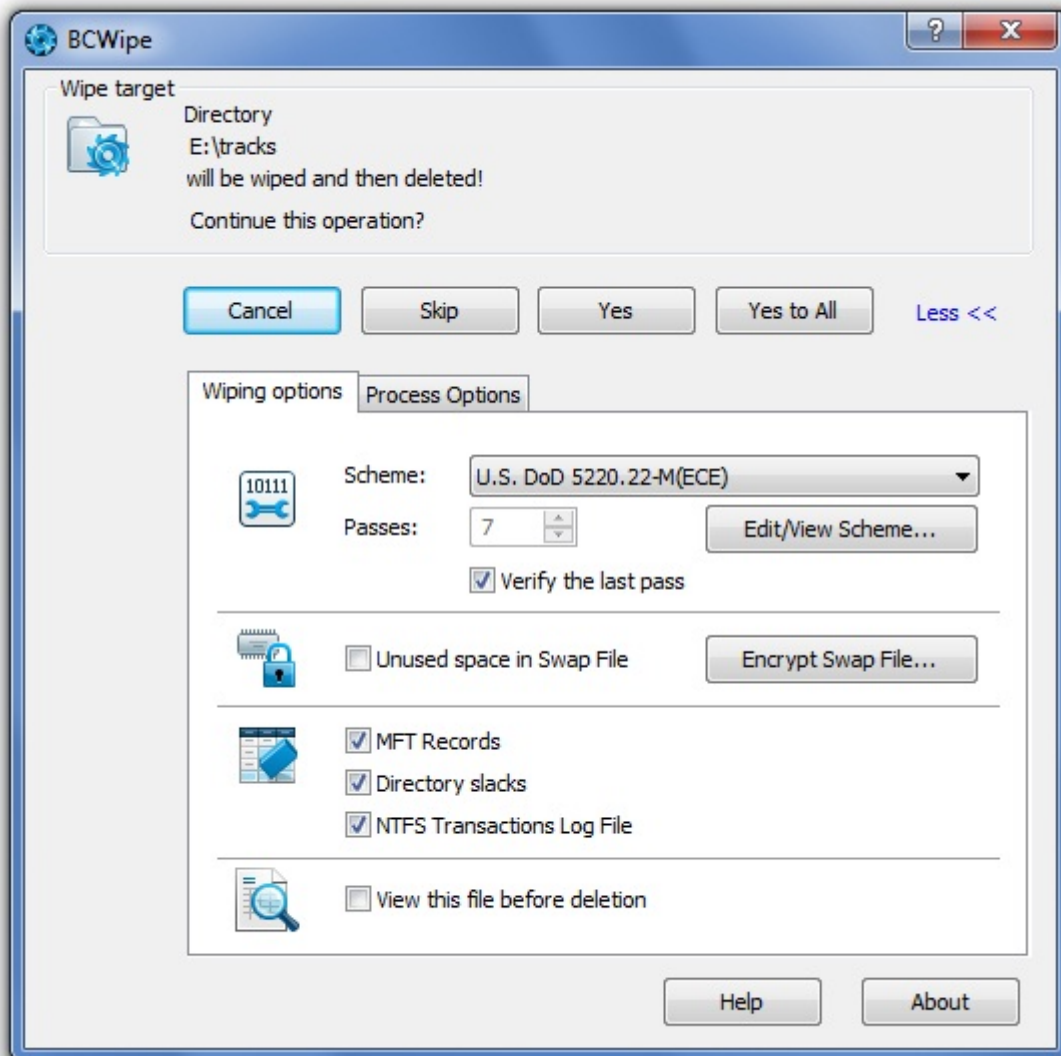 BCWipe
?
X
Wipe target
Directory
E:\tracks
will be wiped and then deleted!
Continue this operation?
Cancel Skip Yes Yes to All Less <<
Wiping options Process Options
10111
Scheme: U.S. DoD 5220.22-M(ECE)
Passes: 7 Edit/View Scheme...
Verify the last pass
Unused space in Swap File Encrypt Swap File...
MFT Records
Directory slacks
NTFS Transactions Log File
View this file before deletion
Help About